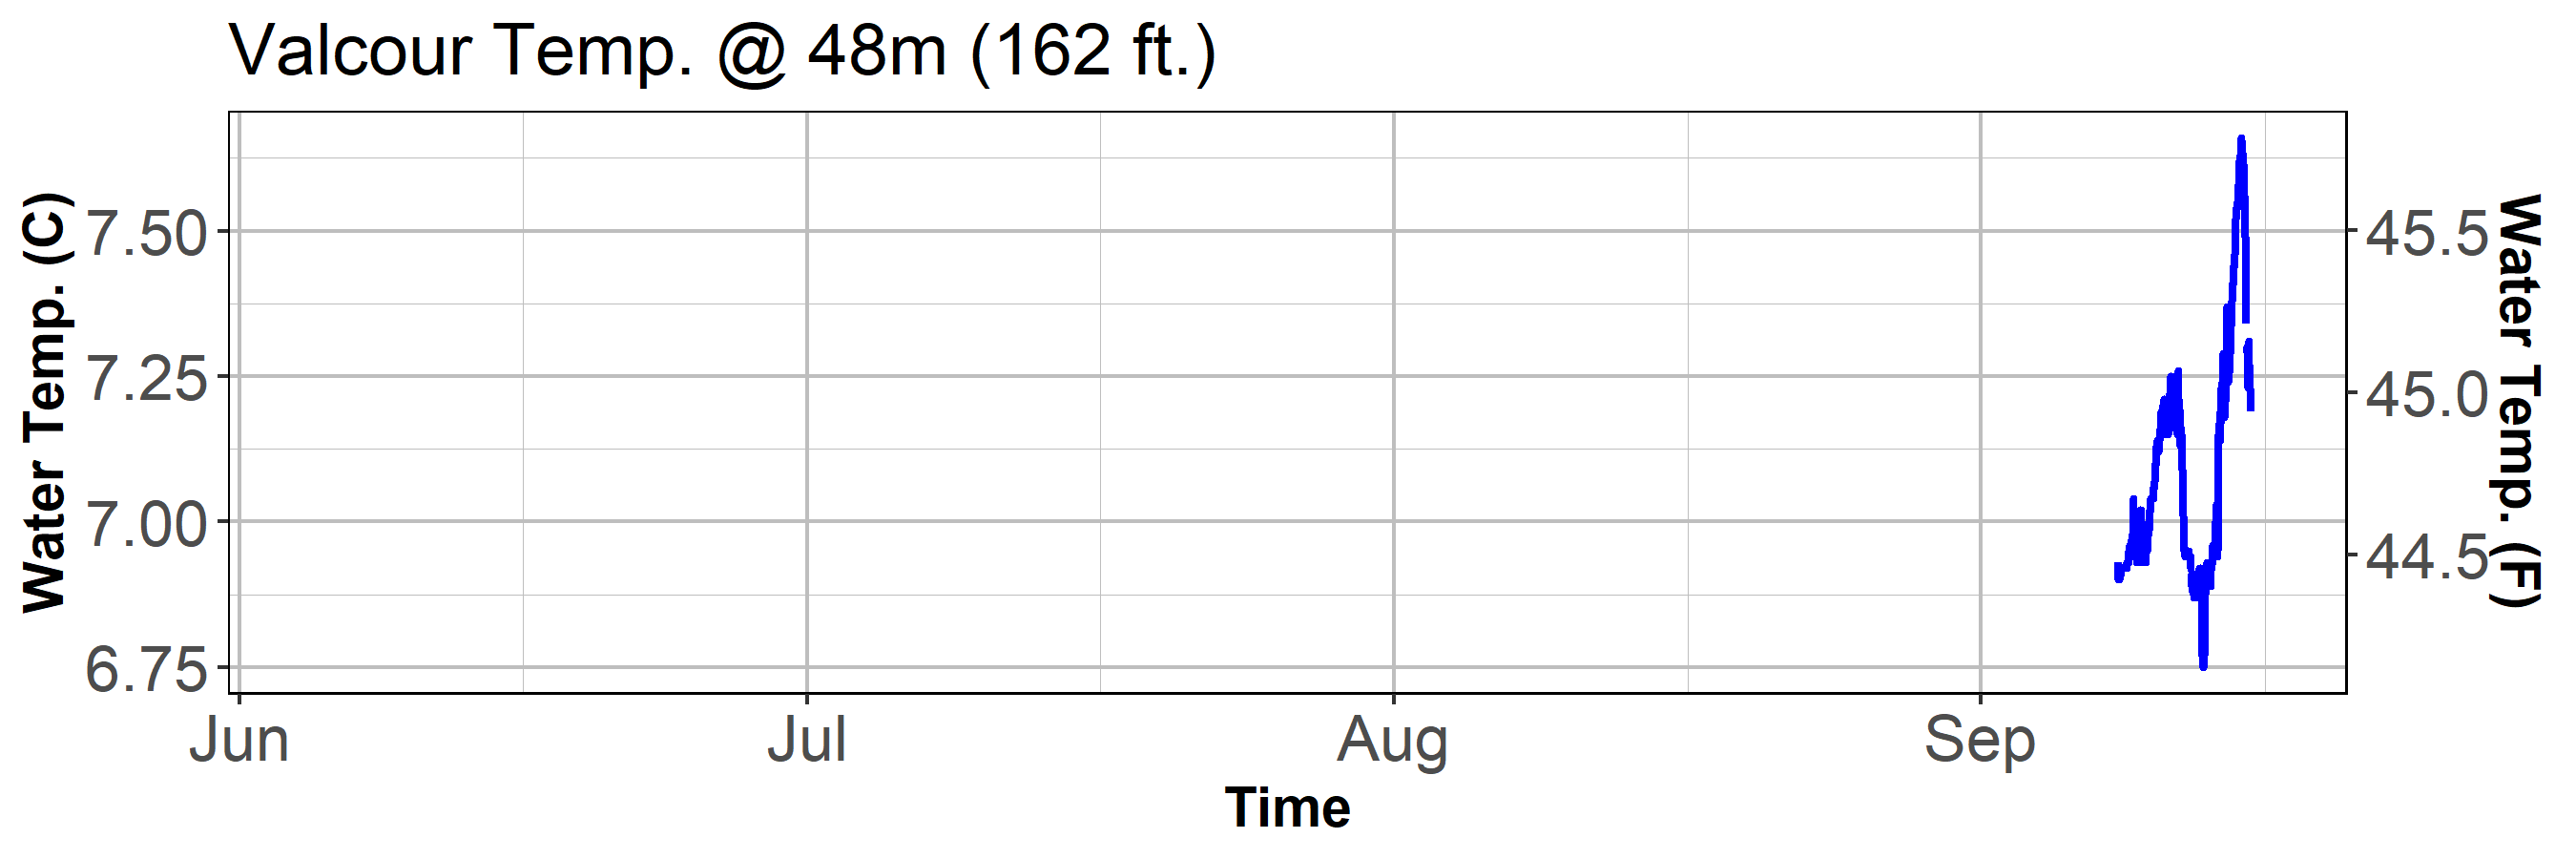 Valcour Temp. @ 48m (162 ft.)
Water Temp. (C)
7.50
7.25
7.00
6.75
45.5
45.0
44.5
Water Temp. (F)
Jun Jul Aug Sep
Time